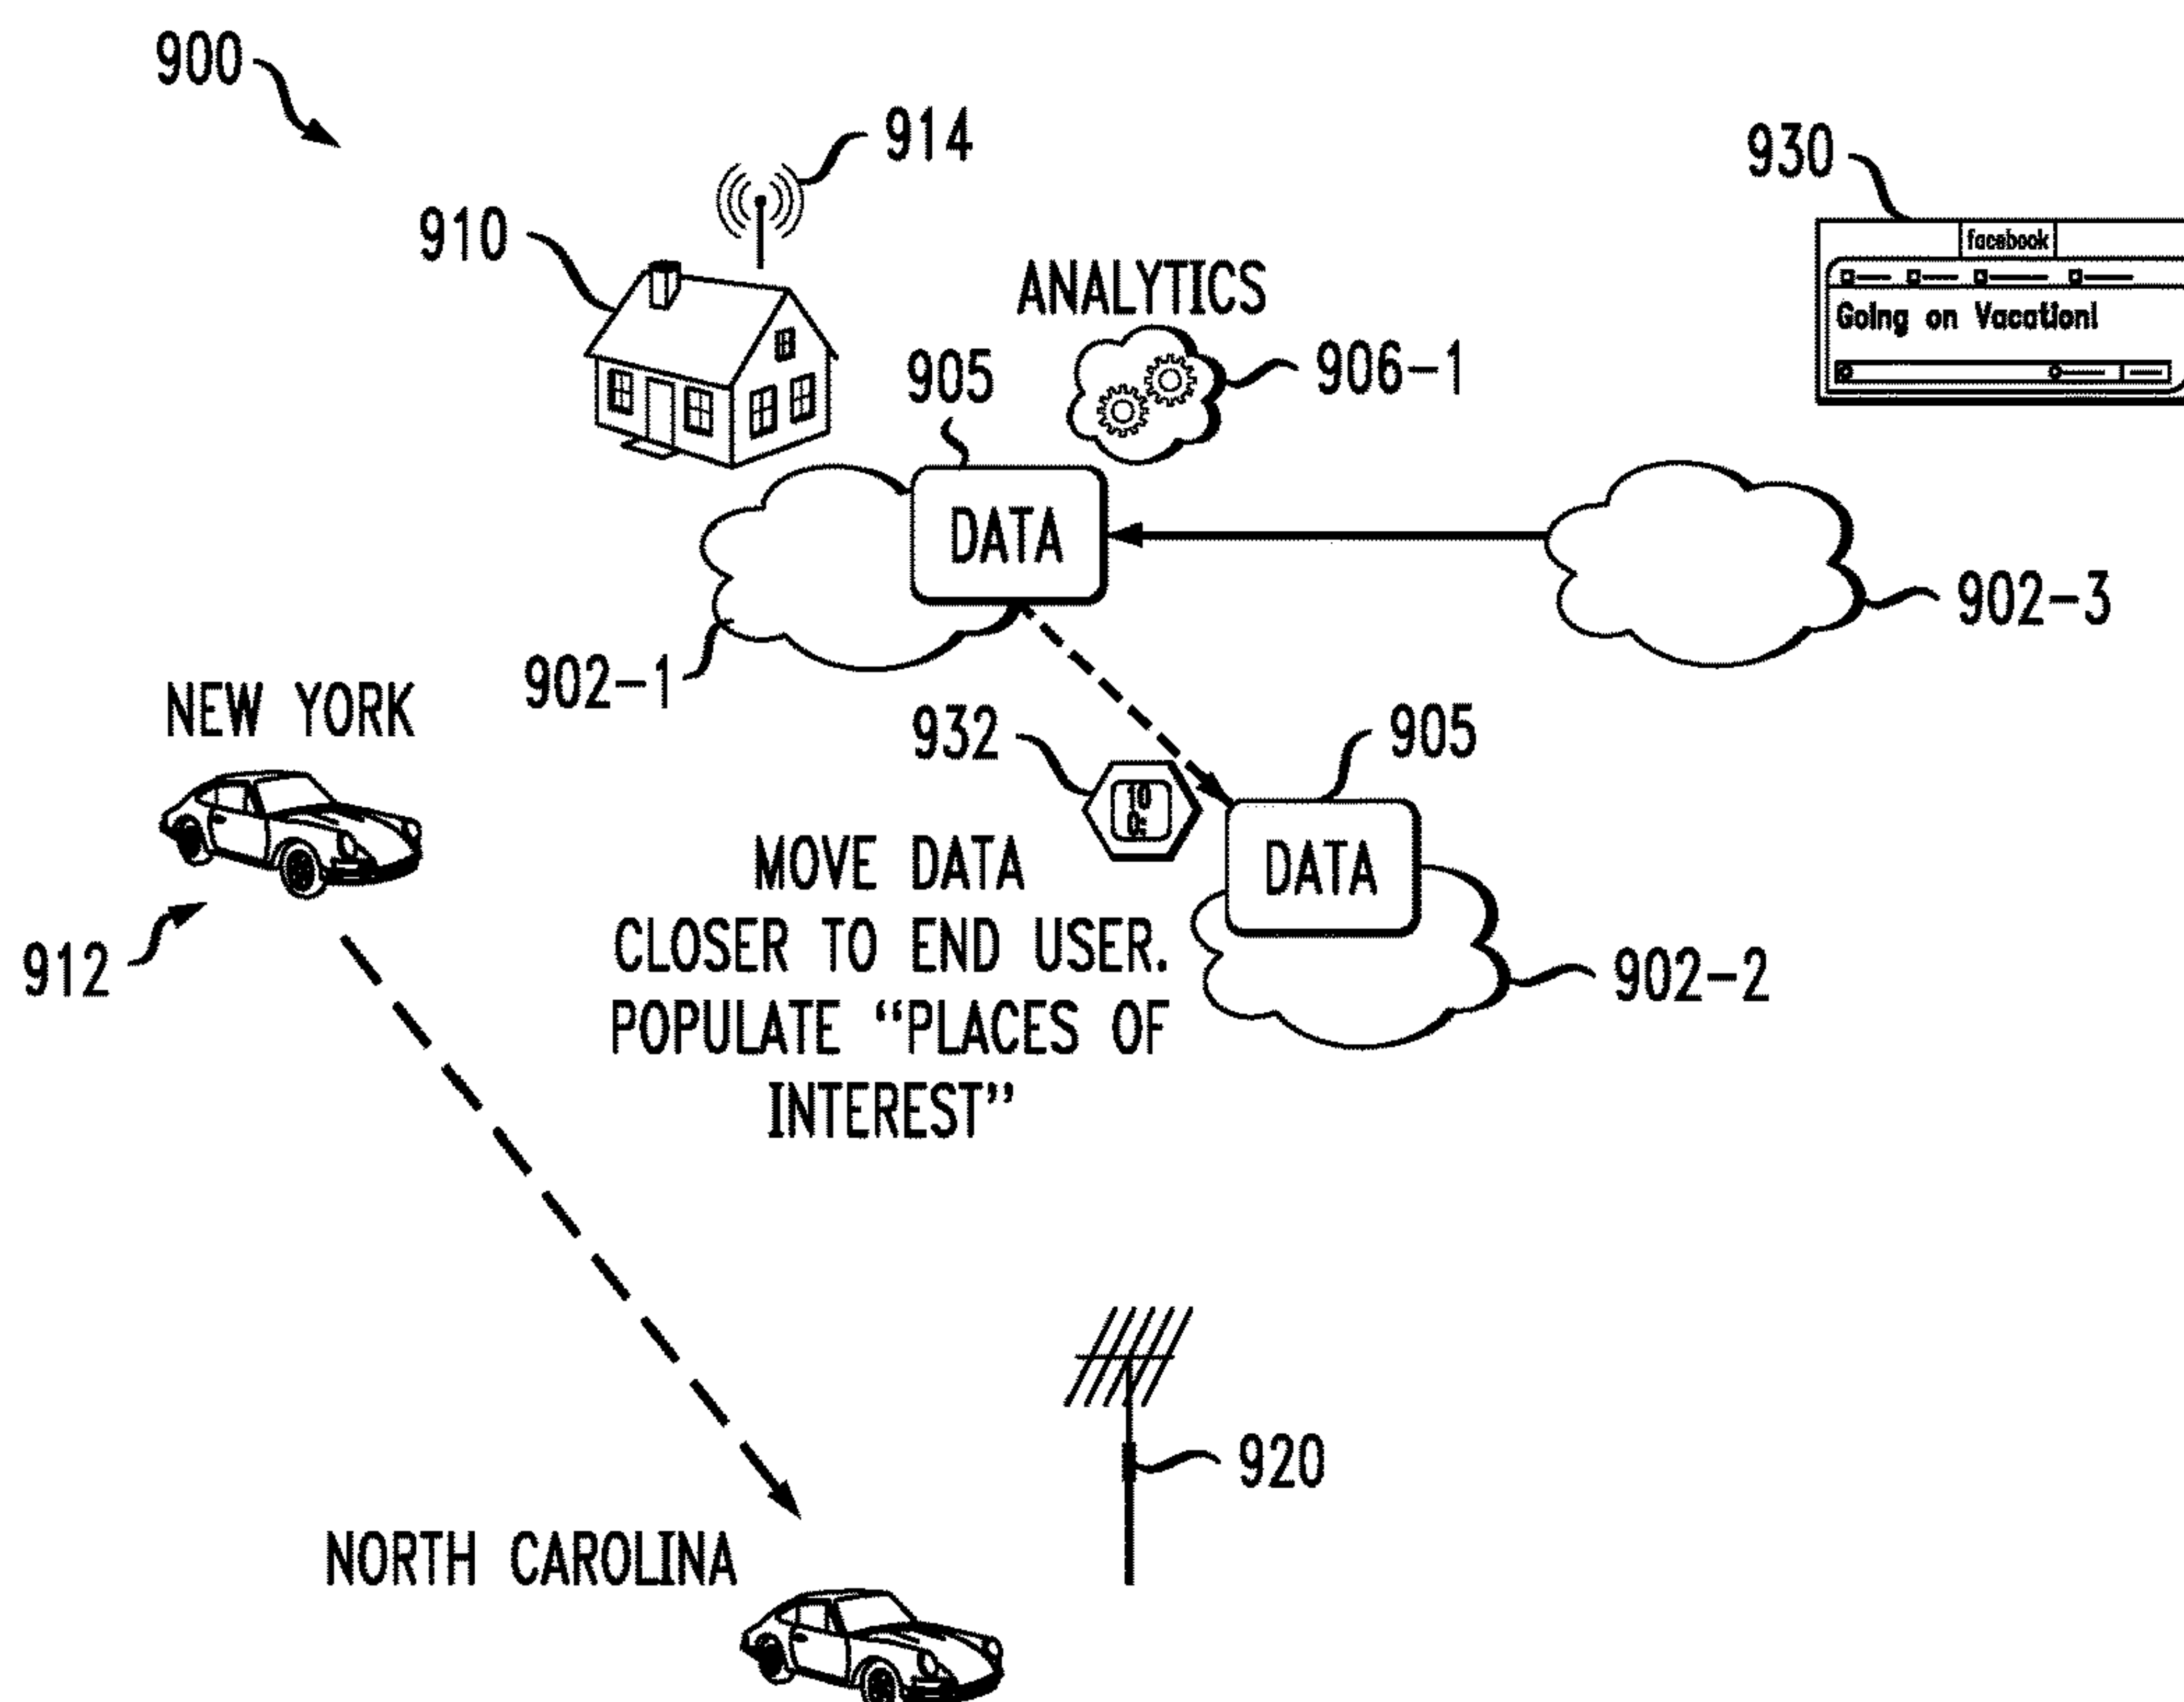 900
914
930
910
facebook
ANALYTICS
Going on Vacation!
905
906-1
DATA
902-3
902-1
NEW YORK
932
905
10
0:
DATA
MOVE DATA
CLOSER TO END USER.
POPULATE “PLACES OF
INTEREST”
912
902-2
920
NORTH CAROLINA